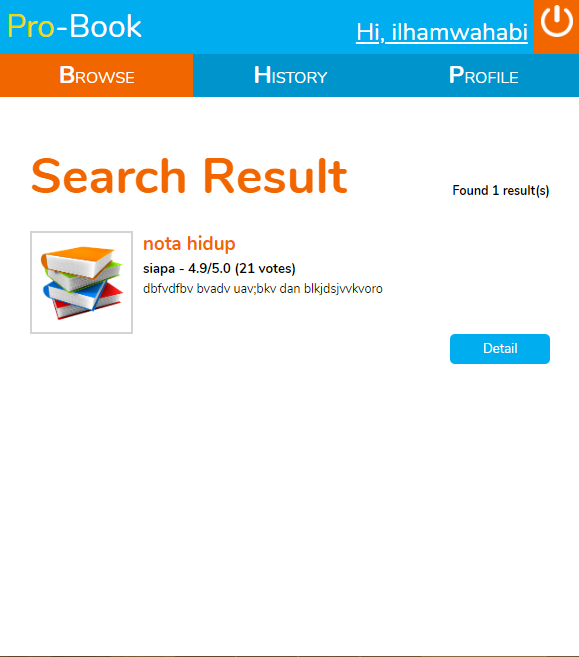 Pro-Book
Hi, ilhamwahabi
BROWSE
HISTORY
PROFILE
Search Result
Found 1 result(s)
nota hidup
siapa - 4.9/5.0 (21 votes)
dbfvdfbv bvadv uav;bkv dan blkjdsjvvkvoro
Detail